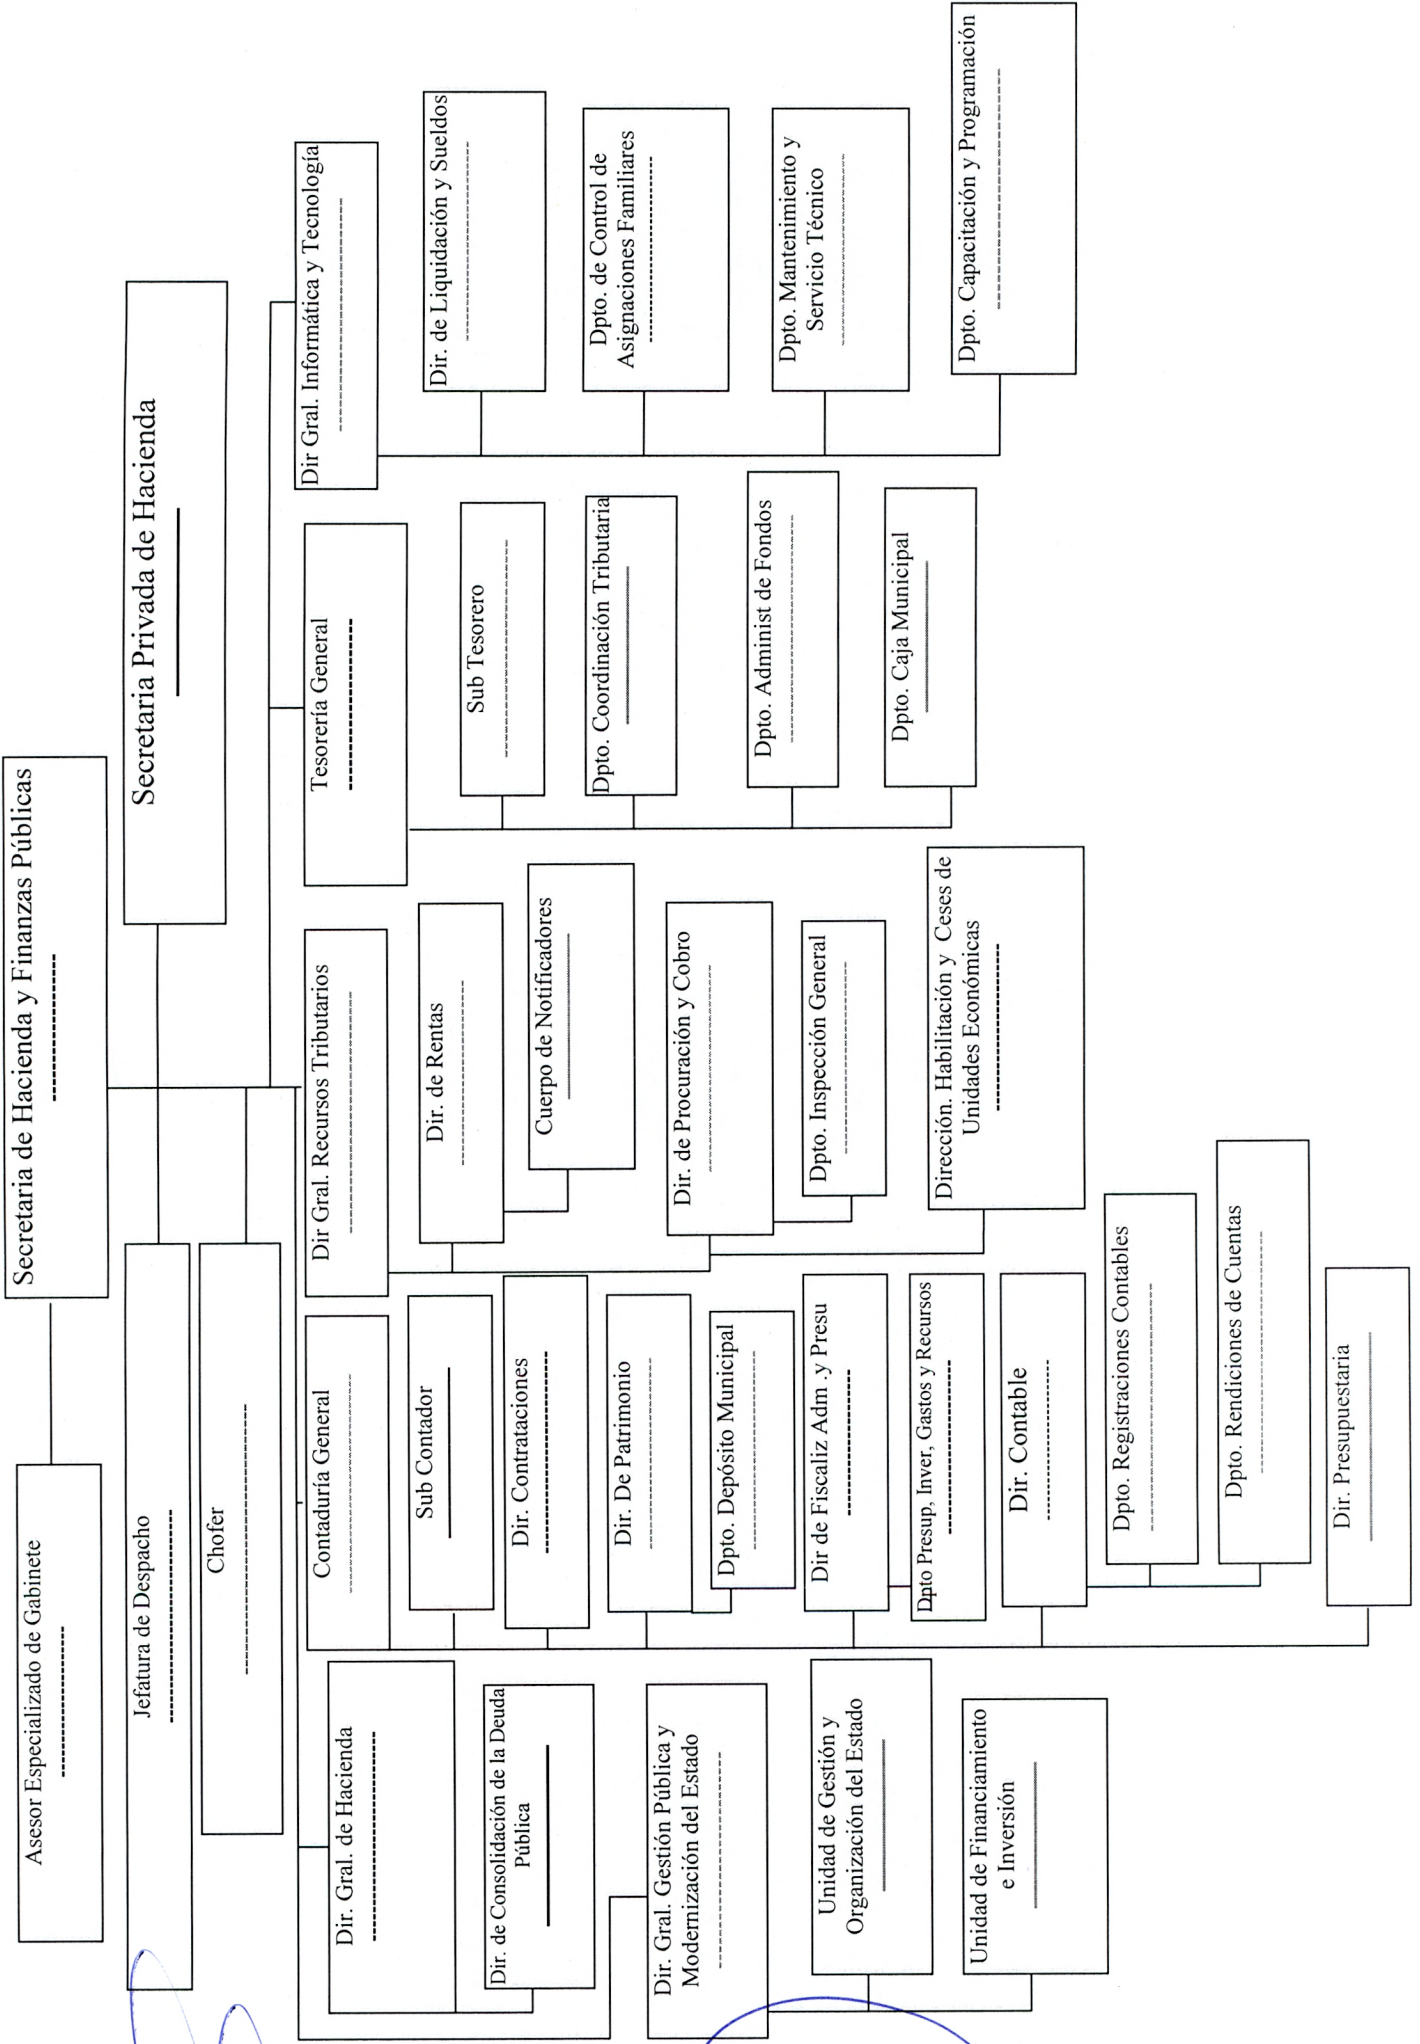 Secretaria de Hacienda y Finanzas Públicas
Asesor Especializado de Gabinete
Secretaria Privada de Hacienda
Jefatura de Despacho
Chofer
Dir. Gral. de Hacienda
Dir. de Consolidación de la Deuda
Pública
Dir. Gral. Gestión Pública y
Modernización del Estado
Unidad de Gestión y
Organización del Estado
Unidad de Financiamiento
e Inversión
Contaduría General
Sub Contador
Dir. Contrataciones
Dir. De Patrimonio
Dpto. Depósito Municipal
Dir de Fiscaliz Adm .y Presu
Dpto Presup, Inver, Gastos y Recursos
Dir. Contable
Dpto. Registraciones Contables
Dpto. Rendiciones de Cuentas
Dir. Presupuestaria
Dir Gral. Recursos Tributarios
Dir. de Rentas
Cuerpo de Notificadores
Dir. de Procuración y Cobro
Dpto. Inspección General
Dirección. Habilitación y Ceses de
Unidades Económicas
Tesorería General
Sub Tesorero
Dpto. Coordinación Tributaria
Dpto. Administ de Fondos
Dpto. Caja Municipal
Dir Gral. Informática y Tecnología
Dir. de Liquidación y Sueldos
Dpto. de Control de
Asignaciones Familiares
Dpto. Mantenimiento y
Servicio Técnico
Dpto. Capacitación y Programación